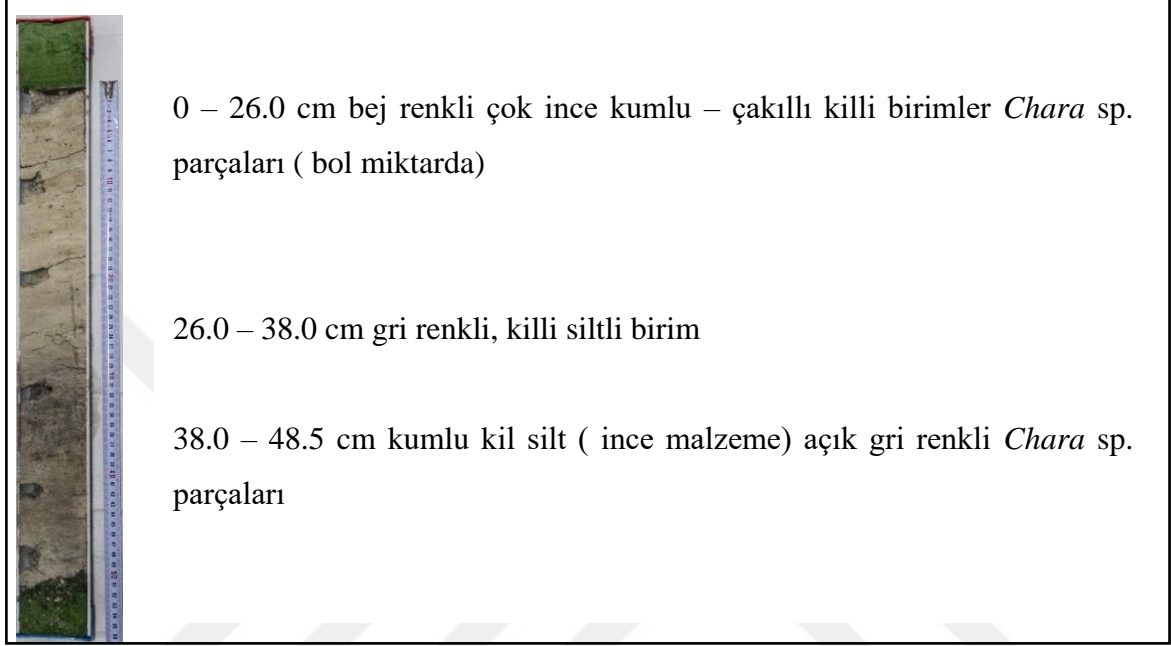 0 – 26.0 cm bej renkli çok ince kumlu – çakıllı killi birimler Chara sp.
parçaları ( bol miktarda)
26.0 – 38.0 cm gri renkli, killi siltli birim
38.0 – 48.5 cm kumlu kil silt ( ince malzeme) açık gri renkli Chara sp.
parçaları